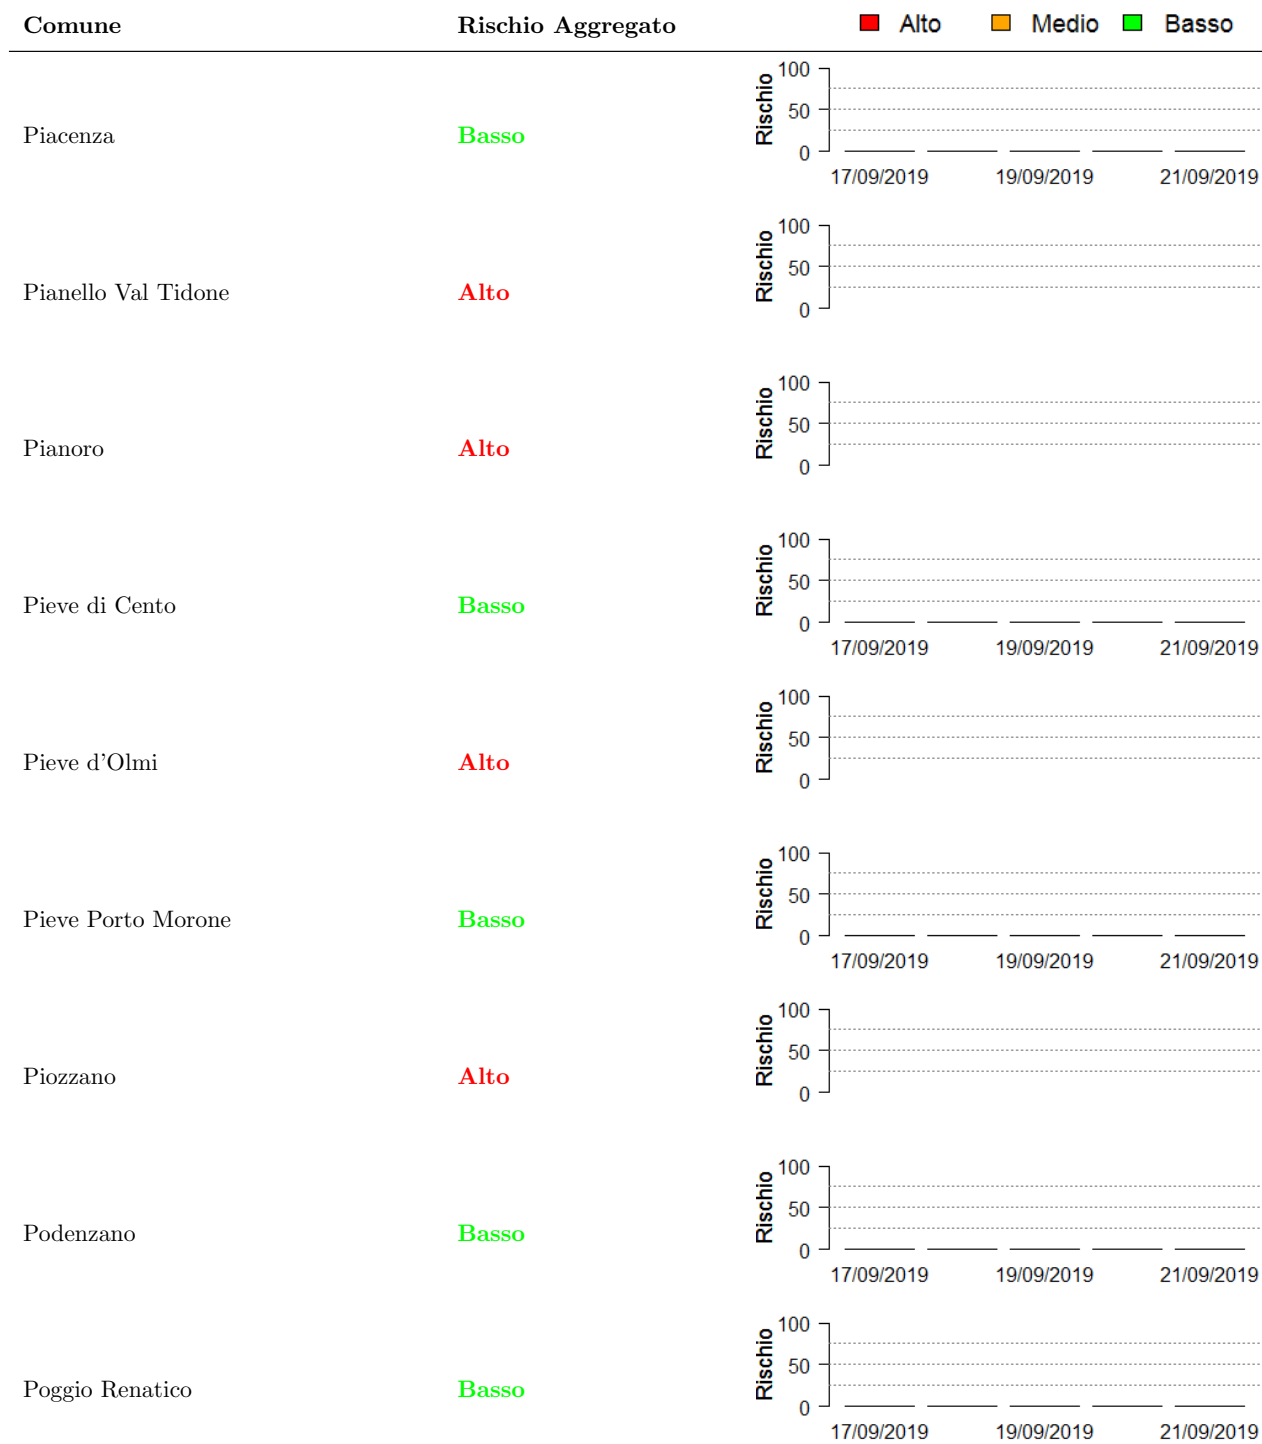 Comune Rischio Aggregato Alto Medio Basso
Piacenza Basso Rischio 100 50 0
17/09/2019 19/09/2019 21/09/2019
Pianello Val Tidone Alto Rischio 100 50 0
Pianoro Alto Rischio 100 50 0
Pieve di Cento Basso Rischio 100 50 0
17/09/2019 19/09/2019 21/09/2019
Pieve d'Olmi Alto Rischio 100 50 0
Pieve Porto Morone Basso Rischio 100 50 0
17/09/2019 19/09/2019 21/09/2019
Piozzano Alto Rischio 100 50 0
Podenzano Basso Rischio 100 50 0
17/09/2019 19/09/2019 21/09/2019
Poggio Renatico Basso Rischio 100 50 0
17/09/2019 19/09/2019 21/09/2019